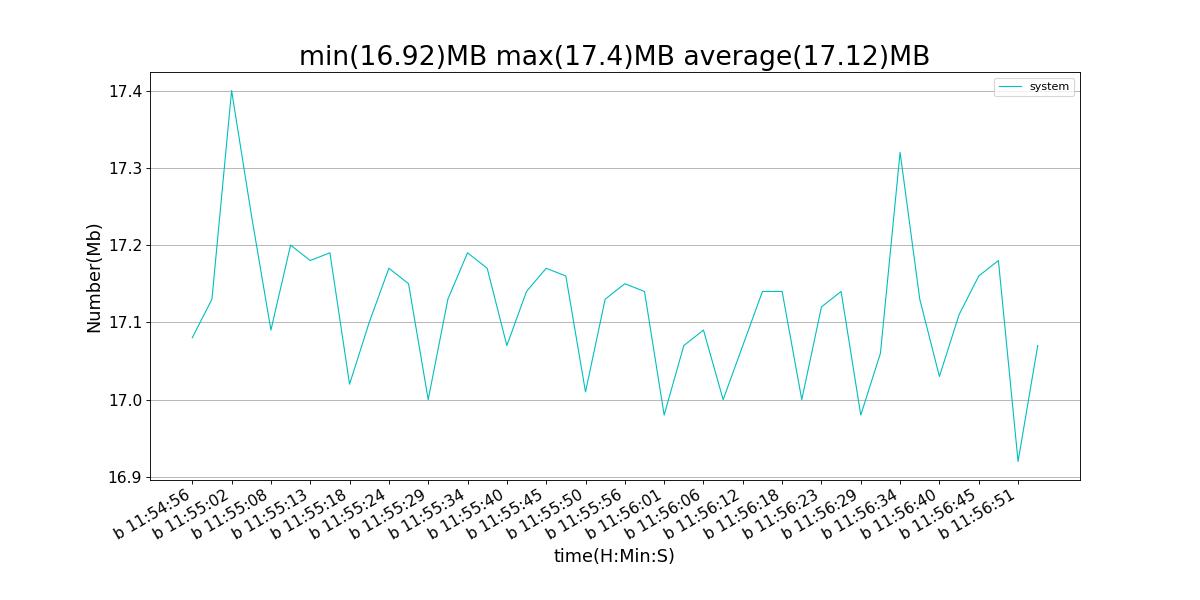 min(16.92)MB max(17.4)MB average(17.12)MB
system
17.4
17.3
17.2
17.1
17.0
16.9
Number(Mb)
b 11:54:56
b 11:55:02
b 11:55:08
b 11:55:13
b 11:55:18
b 11:55:24
b 11:55:29
b 11:55:34
b 11:55:40
b 11:55:45
b 11:55:50
b 11:55:56
b 11:56:01
b 11:56:06
b 11:56:12
b 11:56:18
b 11:56:23
b 11:56:29
b 11:56:34
b 11:56:40
b 11:56:45
b 11:56:51
time(H:Min:S)